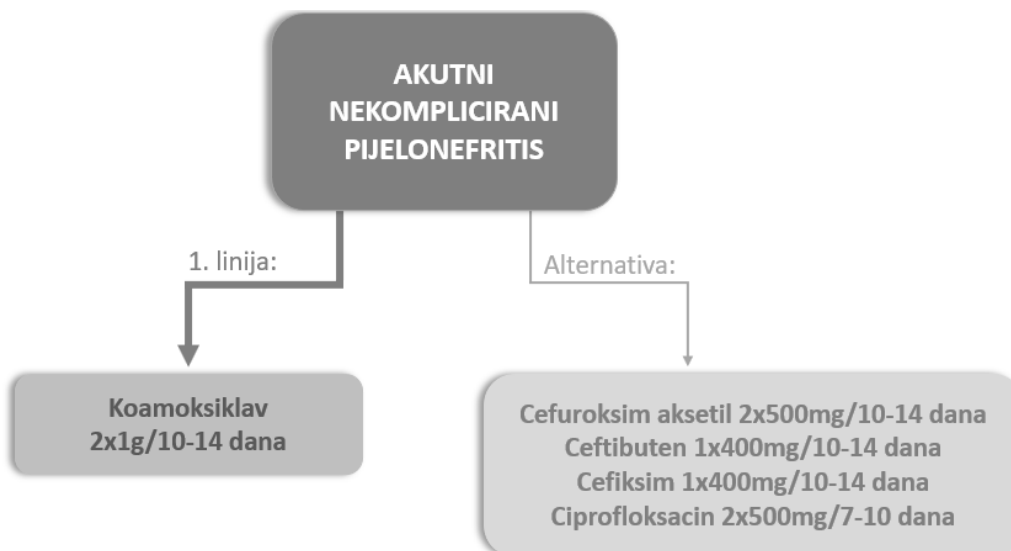 AKUTNI
NEKOMPLICIRANI
PIJELONEFRITIS
1. linija:
Alternativa:
Koamoksiklav
2x1g/10-14 dana
Cefuroksim aksetil 2x500mg/10-14 dana
Ceftibuten 1x400mg/10-14 dana
Cefiksim 1x400mg/10-14 dana
Ciprofloksacin 2x500mg/7-10 dana